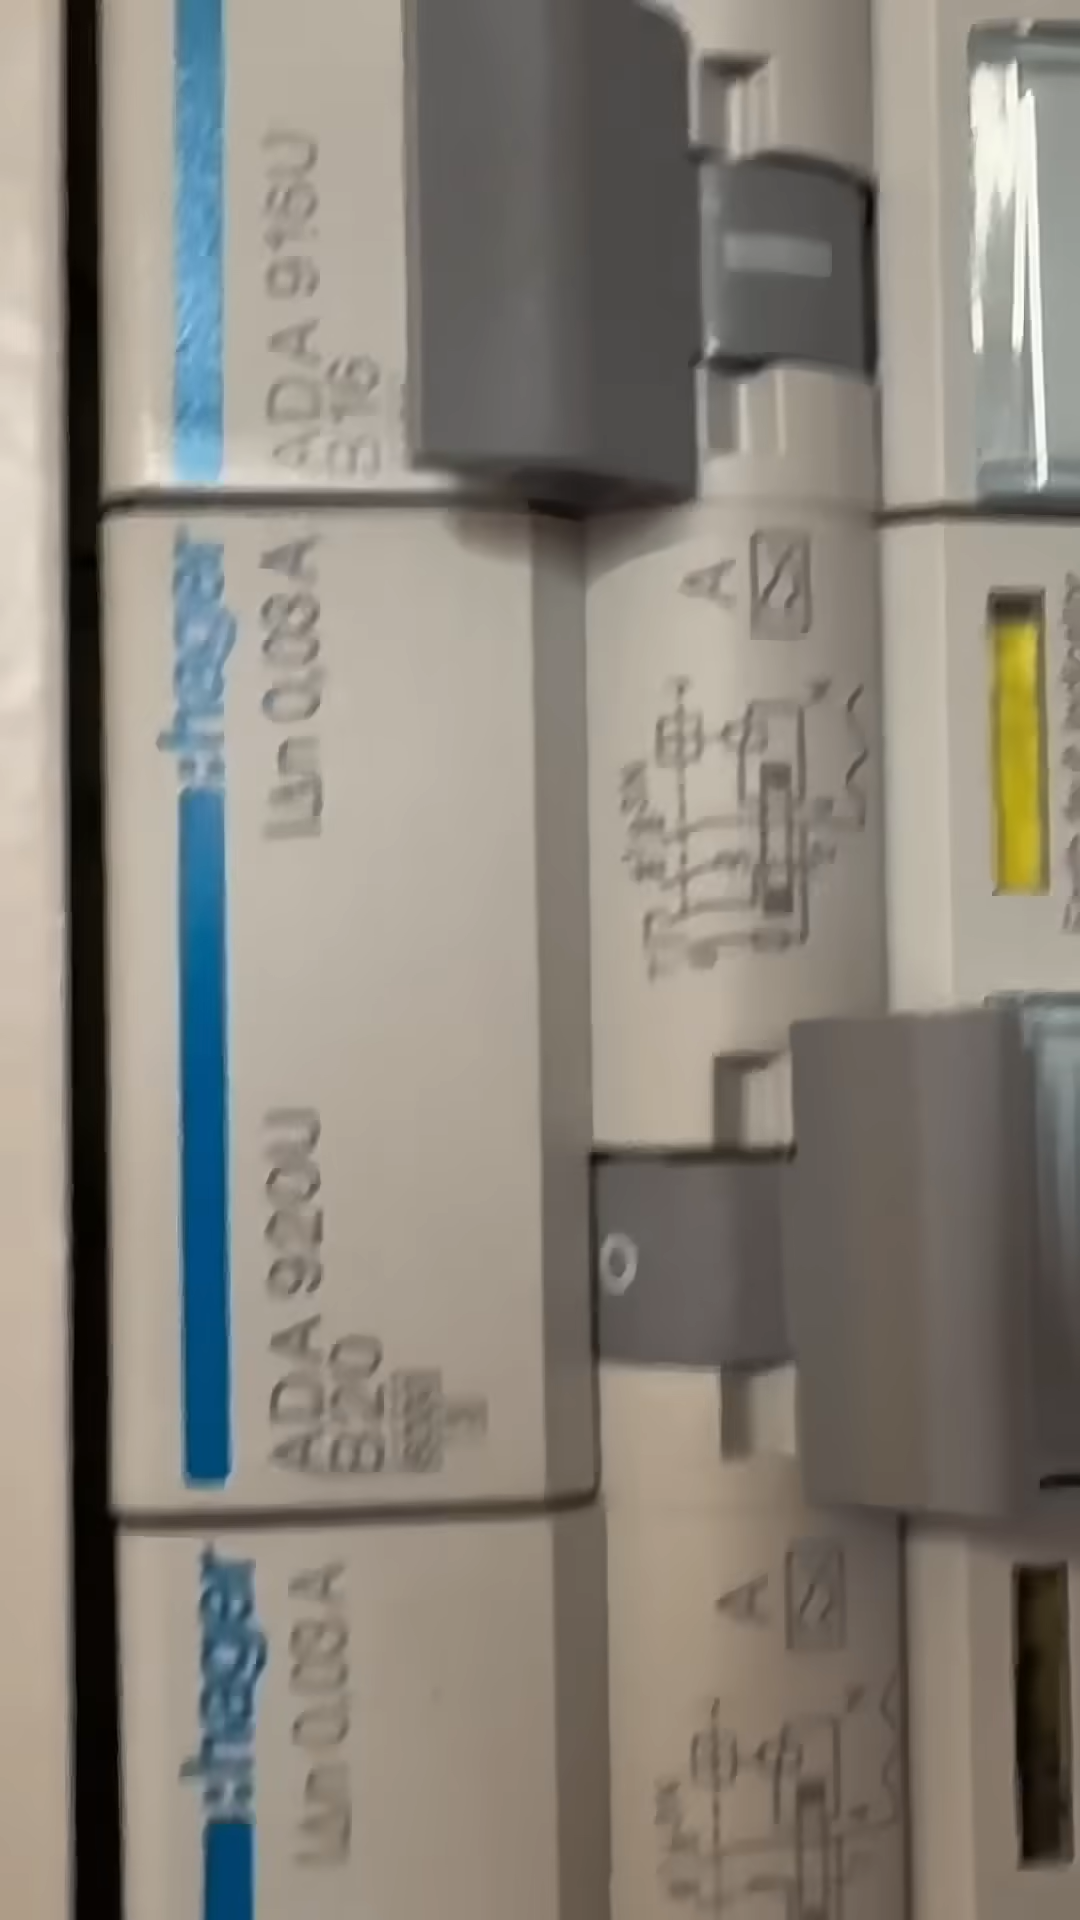 ADA 916U
B16
:hager
IΔn 0,03A
ADA 920U
B20
A
O
:hager
IΔn 0,03A
A